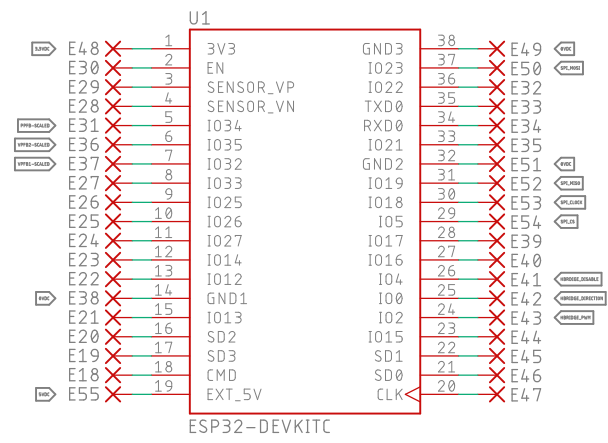 U1
3.3VDC E48 1 3V3 GND3 38 E49 0VDC
E30 2 EN IO23 37 E50 SPI_MOSI
E29 3 SENSOR_VP IO22 36 E32
E28 4 SENSOR_VN TXD0 35 E33
PPPB-SCALED E31 5 IO34 RXD0 34 E34
VPPB2-SCALED E36 6 IO35 IO21 33 E35
VPPB1-SCALED E37 7 IO32 GND2 32 E51 0VDC
E27 8 IO33 IO19 31 E52 SPI_MISO
E26 9 IO25 IO18 30 E53 SPI_CLOCK
E25 10 IO26 IO5 29 E54 SPI_CS
E24 11 IO27 IO17 28 E39
E23 12 IO14 IO16 27 E40
E22 13 IO12 IO4 26 E41 HBRIDGE_DISABLE
0VDC E38 14 GND1 IO0 25 E42 HBRIDGE_DIRECTION
E21 15 IO13 IO2 24 E43 HBRIDGE_PWM
E20 16 SD2 IO15 23 E44
E19 17 SD3 SD1 22 E45
E18 18 CMD SD0 21 E46
5VDC E55 19 EXT_5V CLK 20 E47
ESP32-DEVKITC